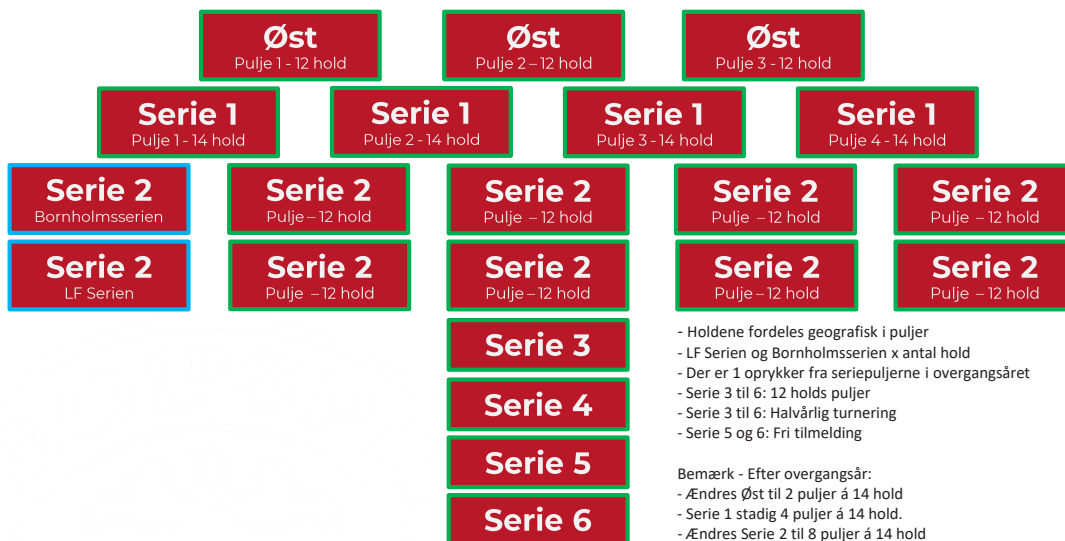 Øst
Pulje 1 - 12 hold
Øst
Pulje 2 – 12 hold
Øst
Pulje 3 - 12 hold
Serie 1
Pulje 1 - 14 hold
Serie 1
Pulje 2 - 14 hold
Serie 1
Pulje 3 - 14 hold
Serie 1
Pulje 4 - 14 hold
Serie 2
Bornholmsserien
Serie 2
Pulje – 12 hold
Serie 2
Pulje – 12 hold
Serie 2
Pulje – 12 hold
Serie 2
Pulje – 12 hold
Serie 2
LF Serien
Serie 2
Pulje – 12 hold
Serie 2
Pulje – 12 hold
Serie 2
Pulje – 12 hold
Serie 2
Pulje – 12 hold
Serie 3
Serie 4
Serie 5
Serie 6
- Holdene fordeles geografisk i puljer
- LF Serien og Bornholmsserien x antal hold
- Der er 1 oprykker fra seriepuljerne i overgangsåret
- Serie 3 til 6: 12 holds puljer
- Serie 3 til 6: Halvårlig turnering
- Serie 5 og 6: Fri tilmelding
Bemærk - Efter overgangsår:
- Ændres Øst til 2 puljer á 14 hold
- Serie 1 stadig 4 puljer á 14 hold.
- Ændres Serie 2 til 8 puljer á 14 hold